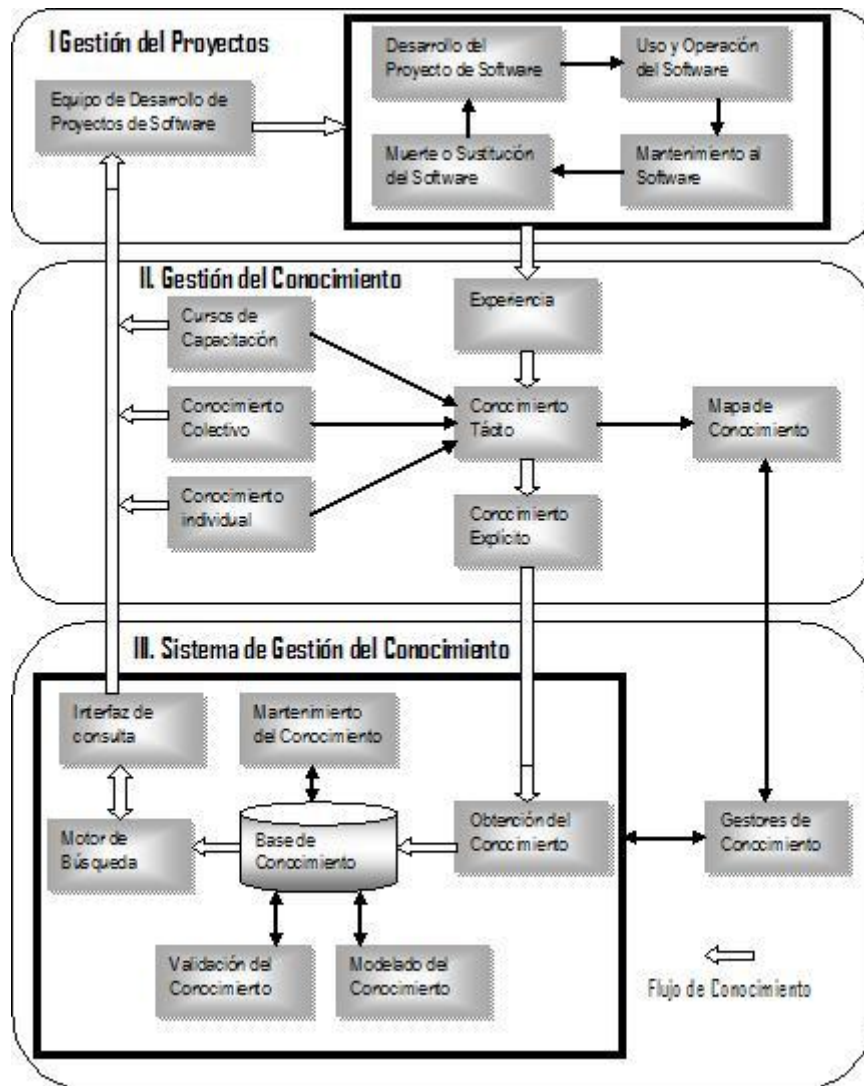 I Gestión del Proyectos
Desarrollo del
Proyecto de Software
Uso y Operación
del Software
Equipo de Desarrollo de
Proyectos de Software
Muerte o Sustitución
del Software
Mantenimiento al
Software
II. Gestión del Conocimiento
Cursos de
Capacitación
Experiencia
Conocimiento
Colectivo
Conocimiento
Tácito
Mapa de
Conocimiento
Conocimiento
individual
Conocimiento
Explícito
III. Sistema de Gestión del Conocimiento
Interfaz de
consulta
Mantenimiento
del Conocimiento
Motor de
Búsqueda
Base de
Conocimiento
Obtención del
Conocimiento
Gestores de
Conocimiento
Validación del
Conocimiento
Modelado del
Conocimiento
Flujo de Conocimiento